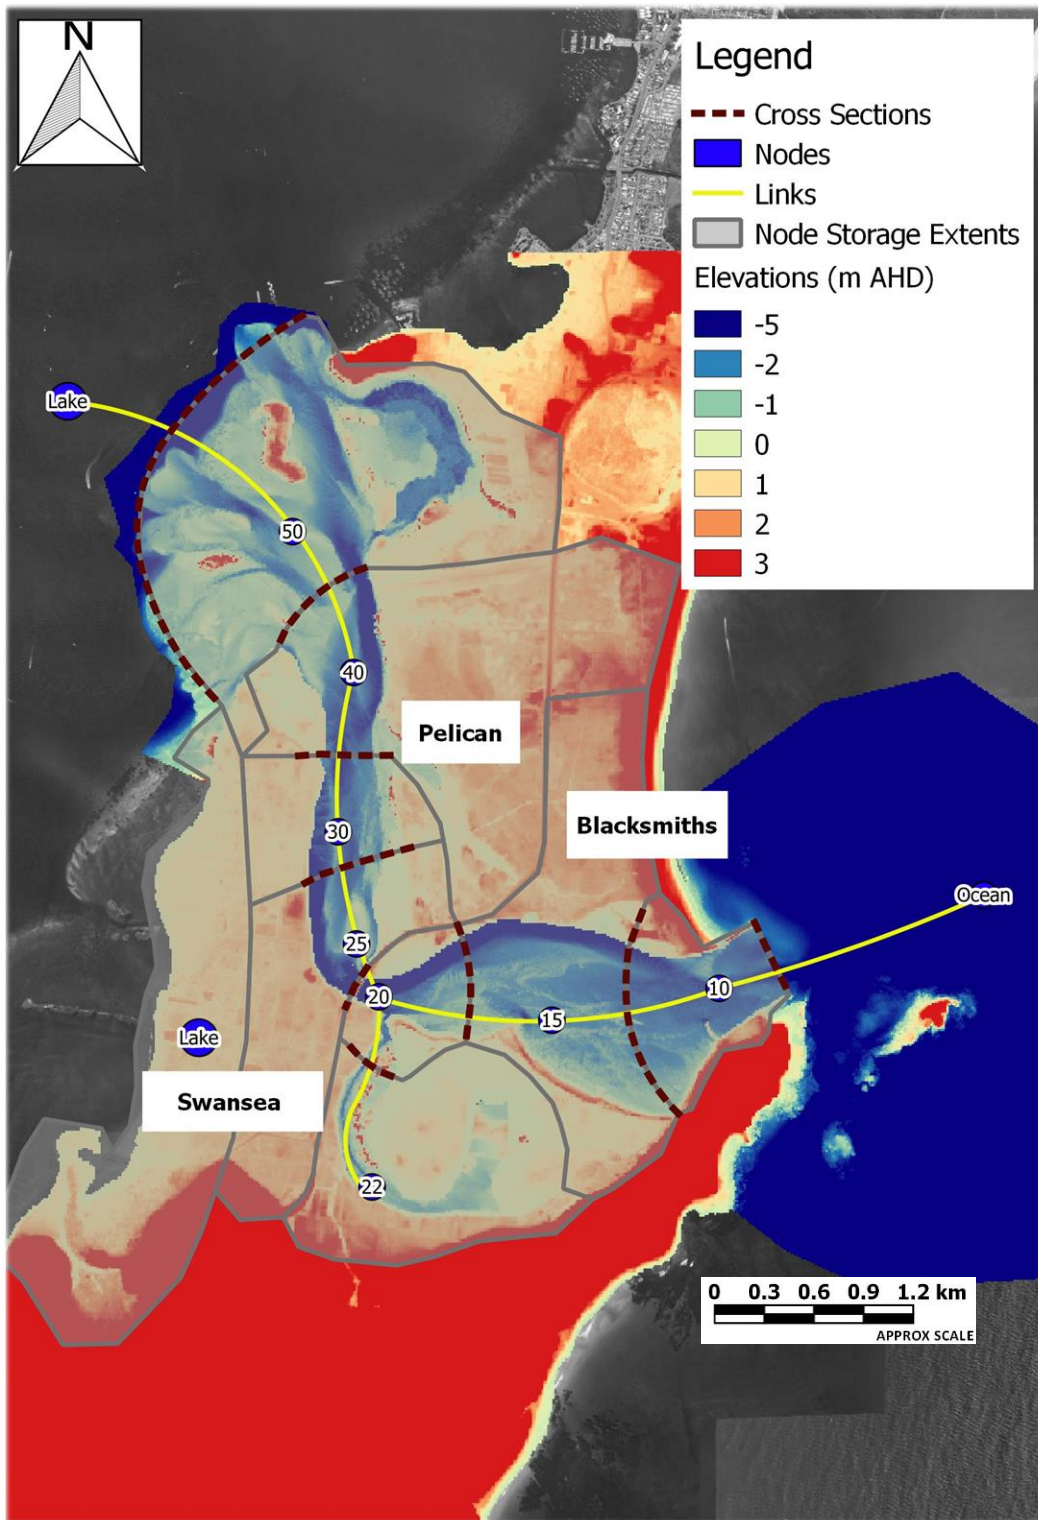 N
Legend
Cross Sections
Nodes
Links
Node Storage Extents
Elevations (m AHD)
-5
-2
-1
0
1
2
3
Lake
50
40
Pelican
30
Blacksmiths
Ocean
25
20
10
15
Lake
Swansea
22
0 0.3 0.6 0.9 1.2 km
APPROX SCALE